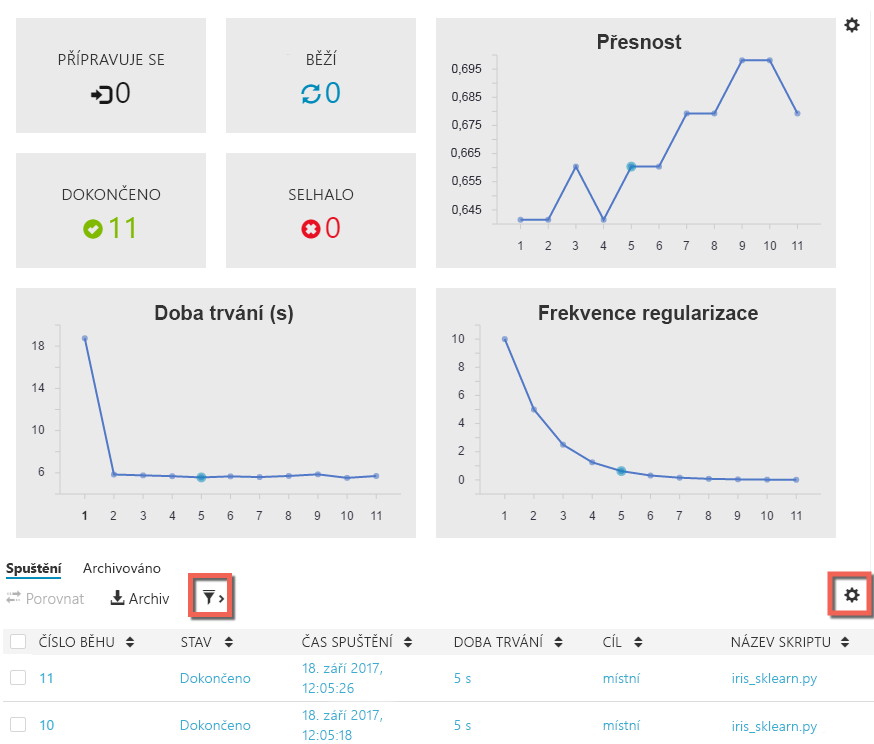 PŘÍPRAVUJE SE
0
BĚŽÍ
0
DOKONČENO
11
SELHALO
0
Přesnost
0,695
0,685
0,675
0,665
0,655
0,645
1 2 3 4 5 6 7 8 9 10 11
Doba trvání (s)
18
14
10
6
1 2 3 4 5 6 7 8 9 10 11
Frekvence regularizace
10
8
6
4
2
0
1 2 3 4 5 6 7 8 9 10 11
Spuštění Archivováno
Porovnat Archiv
ČÍSLO BĚHU STAV ČAS SPUŠTĚNÍ DOBA TRVÁNÍ CÍL NÁZEV SKRIPTU
11 Dokončeno 18. září 2017, 5 s místní iris_sklearn.py
12:05:26
10 Dokončeno 18. září 2017, 5 s místní iris_sklearn.py
12:05:18